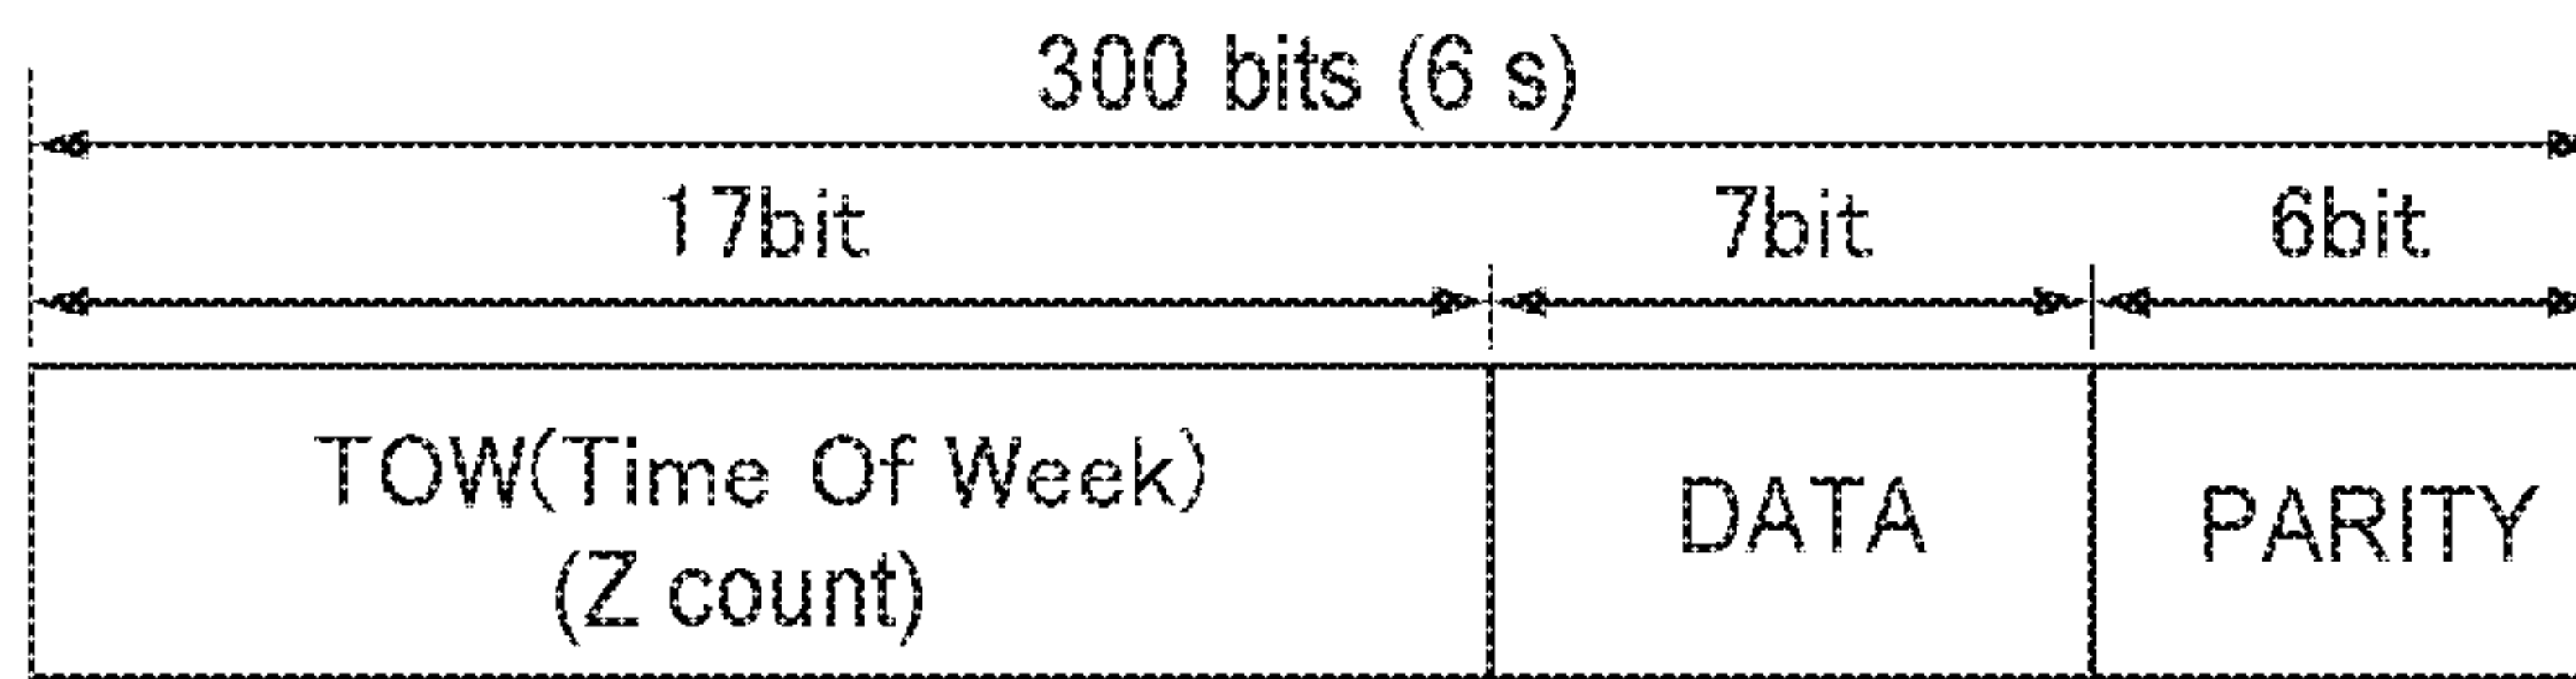 300 bits (6 s)
17bit 7bit 6bit
TOW(Time Of Week) DATA PARITY
(Z count)